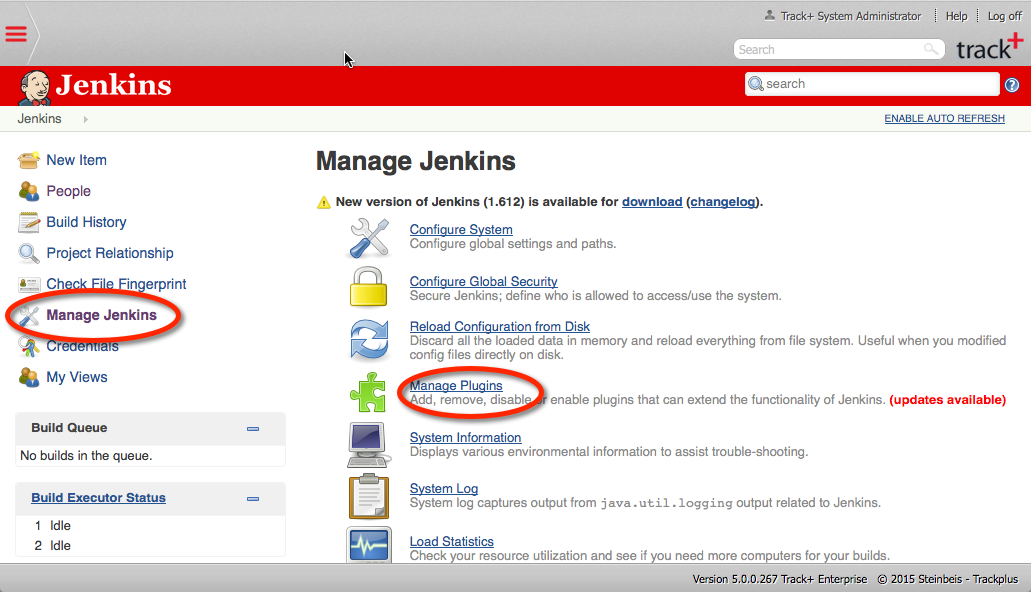 Track+ System Administrator Help Log off
Search
track+
Jenkins
search
Jenkins
ENABLE AUTO REFRESH
New Item
People
Build History
Project Relationship
Check File Fingerprint
Manage Jenkins
Credentials
My Views
Build Queue
No builds in the queue.
Build Executor Status
1 Idle
2 Idle
Manage Jenkins
New version of Jenkins (1.612) is available for download (changelog).
Configure System
Configure global settings and paths.
Configure Global Security
Secure Jenkins; define who is allowed to access/use the system.
Reload Configuration from Disk
Discard all the loaded data in memory and reload everything from file system. Useful when you modified
config files directly on disk.
Manage Plugins
Add, remove, disable or enable plugins that can extend the functionality of Jenkins. (updates available)
System Information
Displays various environmental information to assist trouble-shooting.
System Log
System log captures output from java.util.logging output related to Jenkins.
Load Statistics
Check your resource utilization and see if you need more computers for your builds.
Version 5.0.0.267 Track+ Enterprise © 2015 Steinbeis - Trackplus